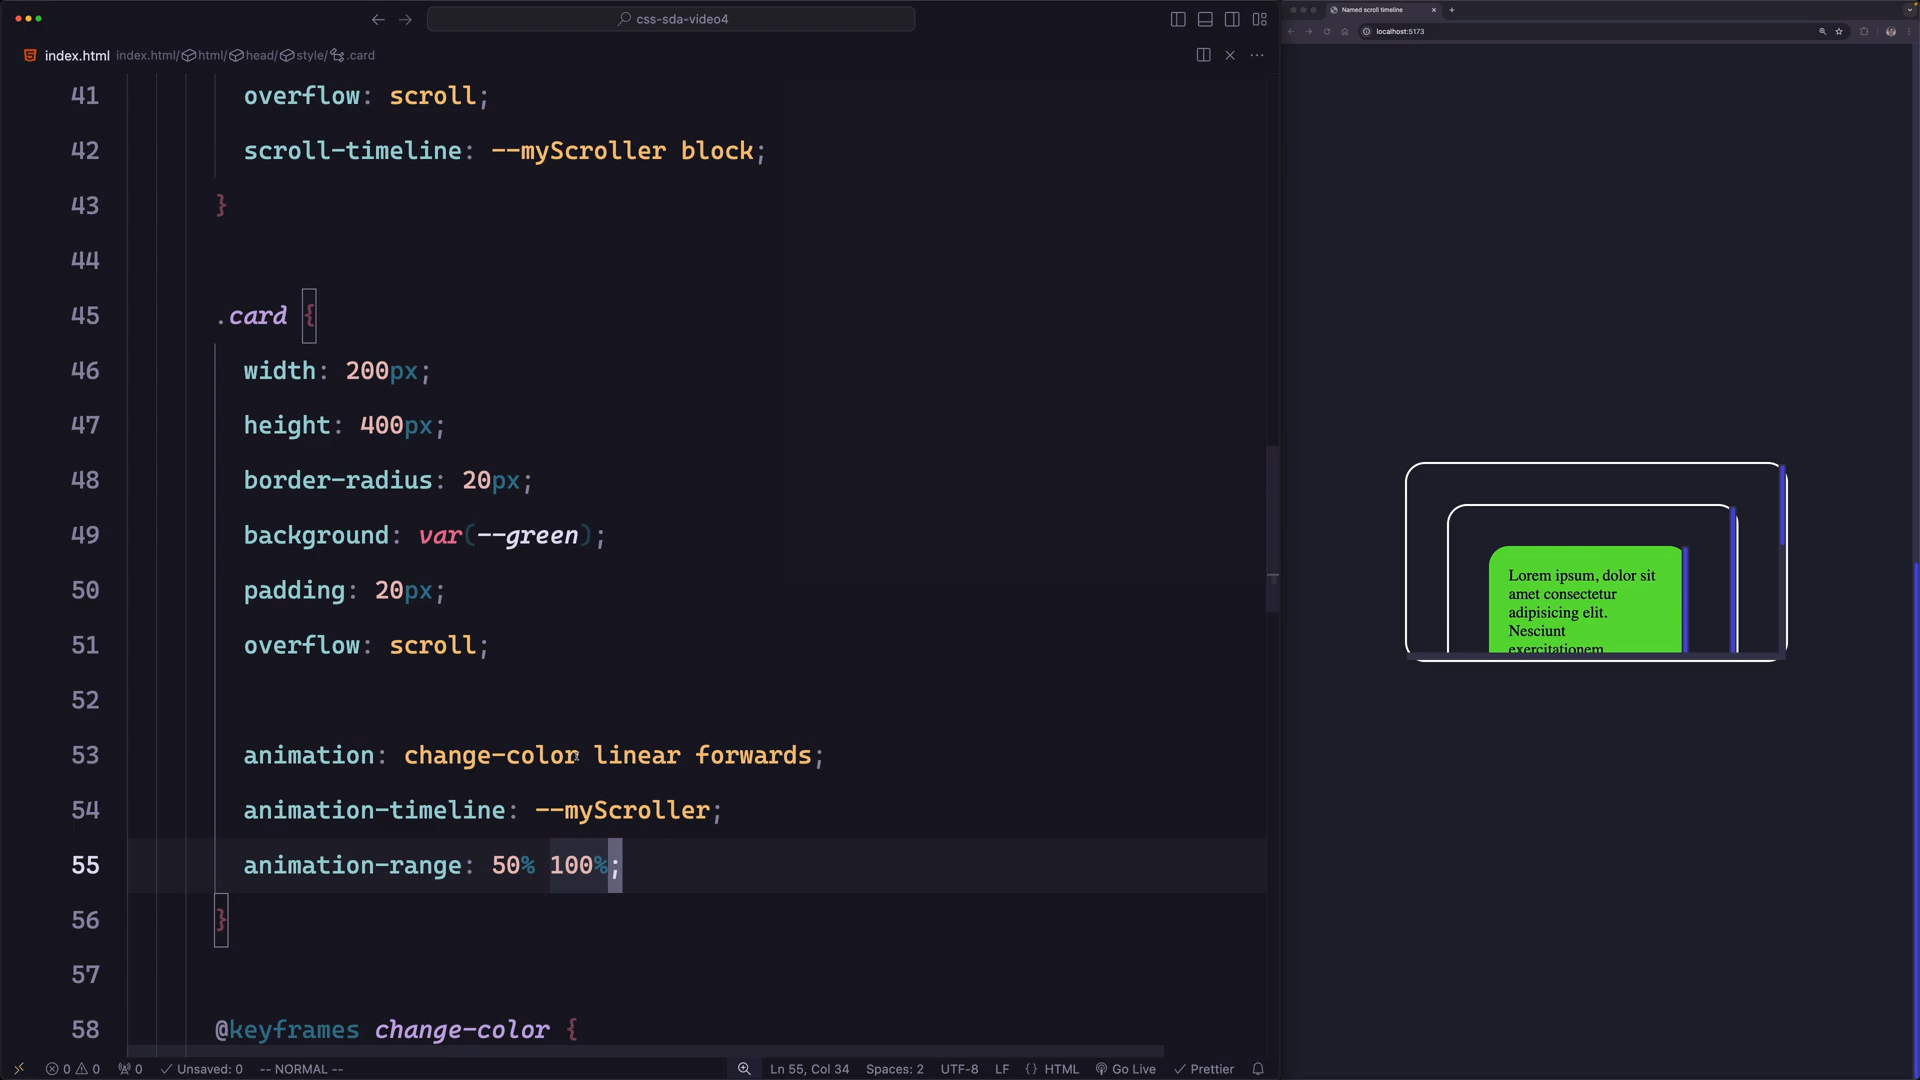 css-sda-video4
index.html index.html/ html/ head/ style/ .card
41 overflow: scroll;
42 scroll-timeline: --myScroller block;
43 }
44
45 .card {
46 width: 200px;
47 height: 400px;
48 border-radius: 20px;
49 background: var(--green);
50 padding: 20px;
51 overflow: scroll;
52
53 animation: change-color linear forwards;
54 animation-timeline: --myScroller;
55 animation-range: 50% 100%;
56 }
57
58 @keyframes change-color {
0 0 0 Unsaved: 0 -- NORMAL -- Ln 55, Col 34 Spaces: 2 UTF-8 LF {} HTML Go Live Prettier
Named scroll timeline
localhost:5173
Lorem ipsum, dolor sit
amet consectetur
adipisicing elit.
Nesciunt
exercitationem